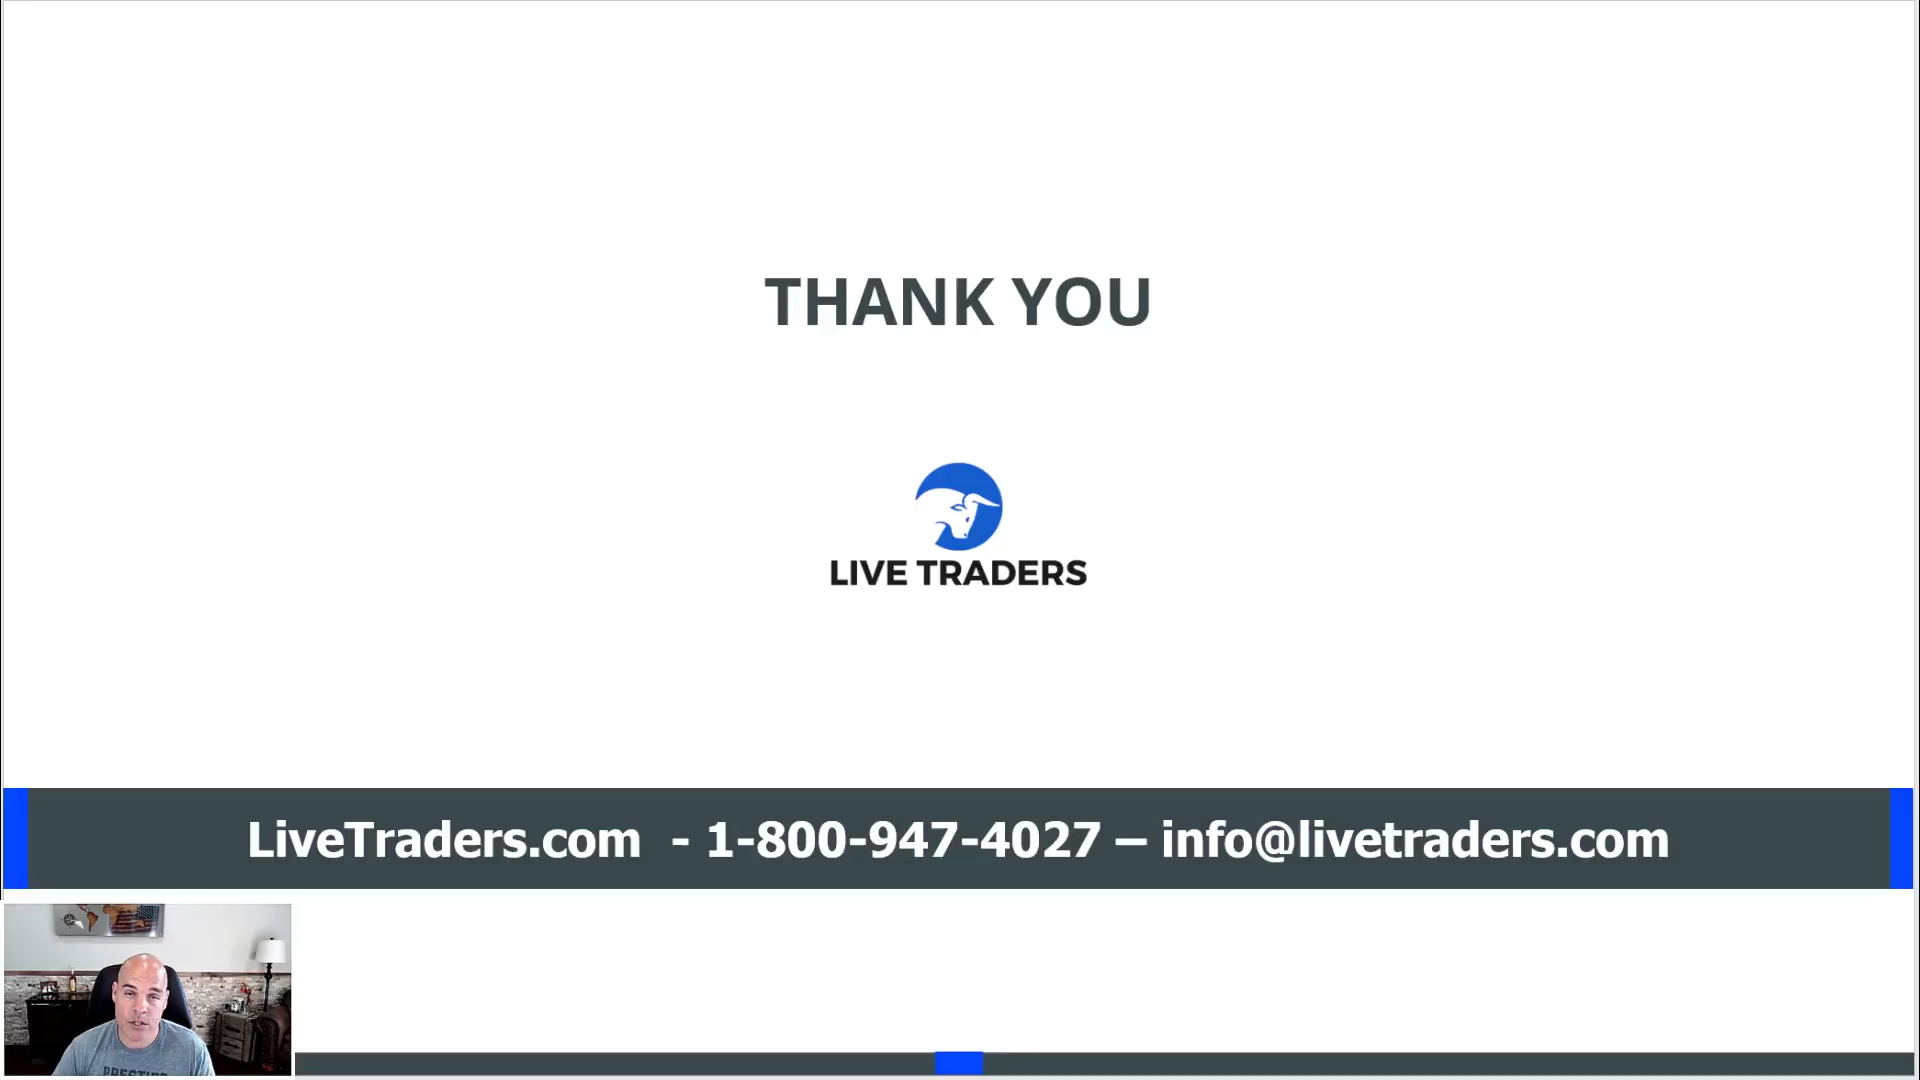 THANK YOU
LIVE TRADERS
LiveTraders.com - 1-800-947-4027 – info@livetraders.com